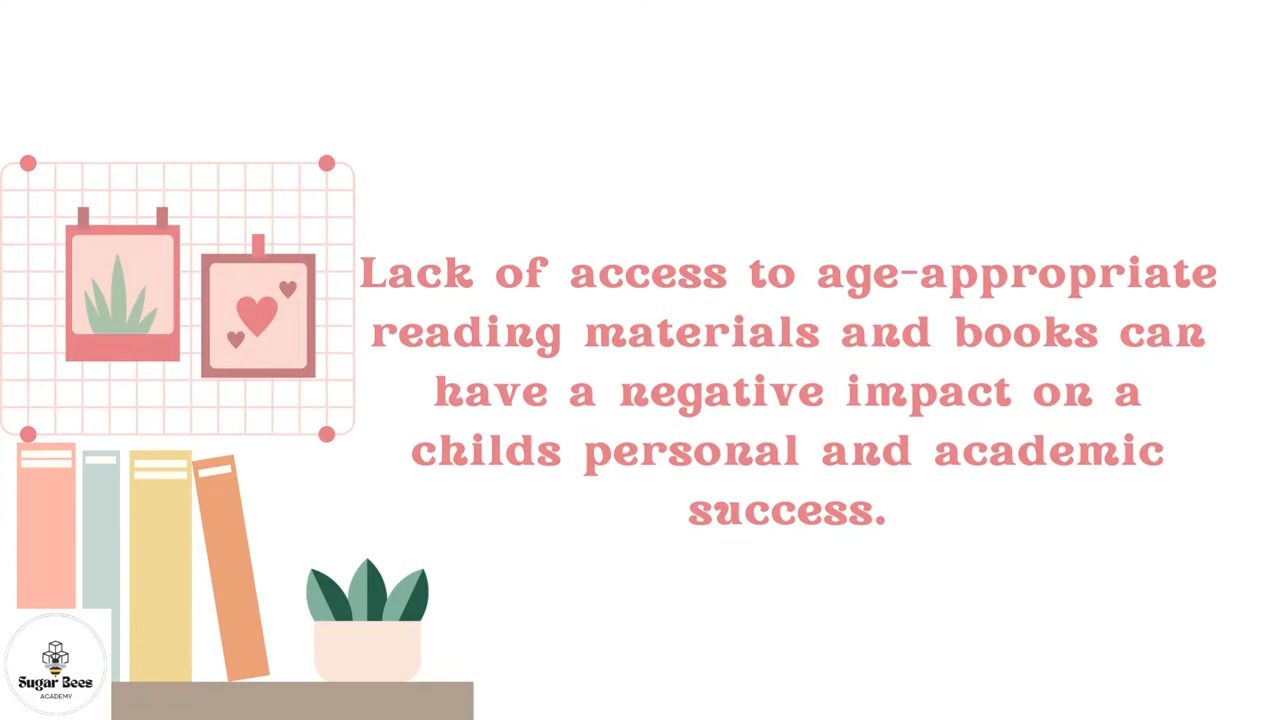 Lack of access to age-appropriate
reading materials and books can
have a negative impact on a
childs personal and academic
success.
Sugar Bees
ACADEMY